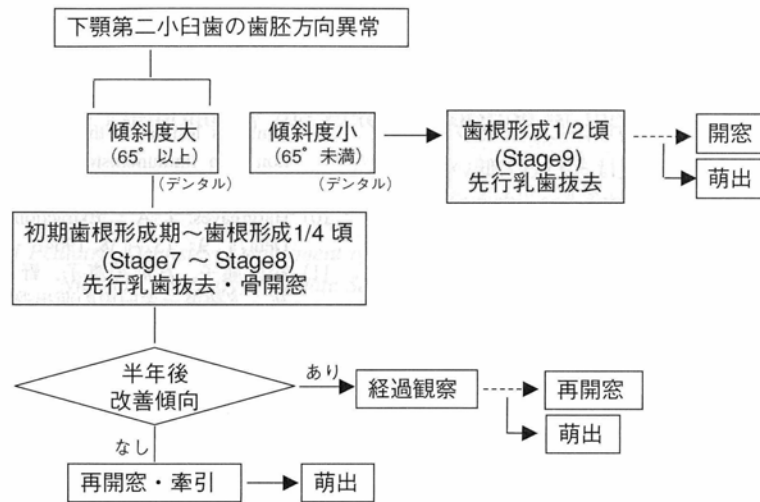 下顎第二小臼歯の歯胚方向異常
傾斜度大
(65°以上)
(デンタル)
傾斜度小
(65°未満)
(デンタル)
歯根形成1/2頃
(Stage9)
先行乳歯抜去
開窓
萌出
初期歯根形成期～歯根形成1/4頃
(Stage7 ～ Stage8)
先行乳歯抜去・骨開窓
半年後
改善傾向
あり
経過観察
再開窓
萌出
なし
再開窓・牽引
萌出